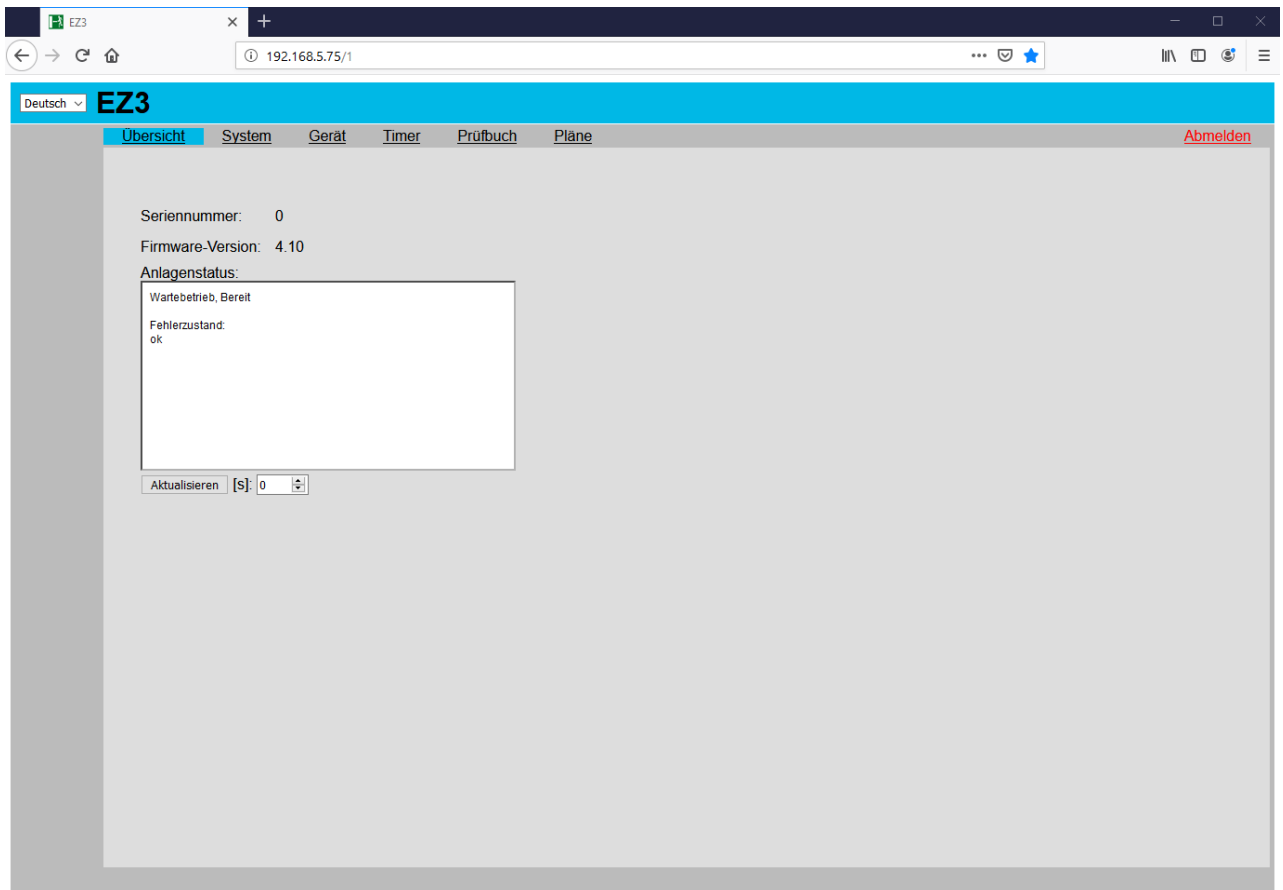 EZ3
192.168.5.75/1
Deutsch EZ3
Übersicht System Gerät Timer Prüfbuch Pläne Abmelden
Seriennummer: 0
Firmware-Version: 4.10
Anlagenstatus:
Wartebetrieb, Bereit
Fehlerzustand:
ok
Aktualisieren [s]: 0